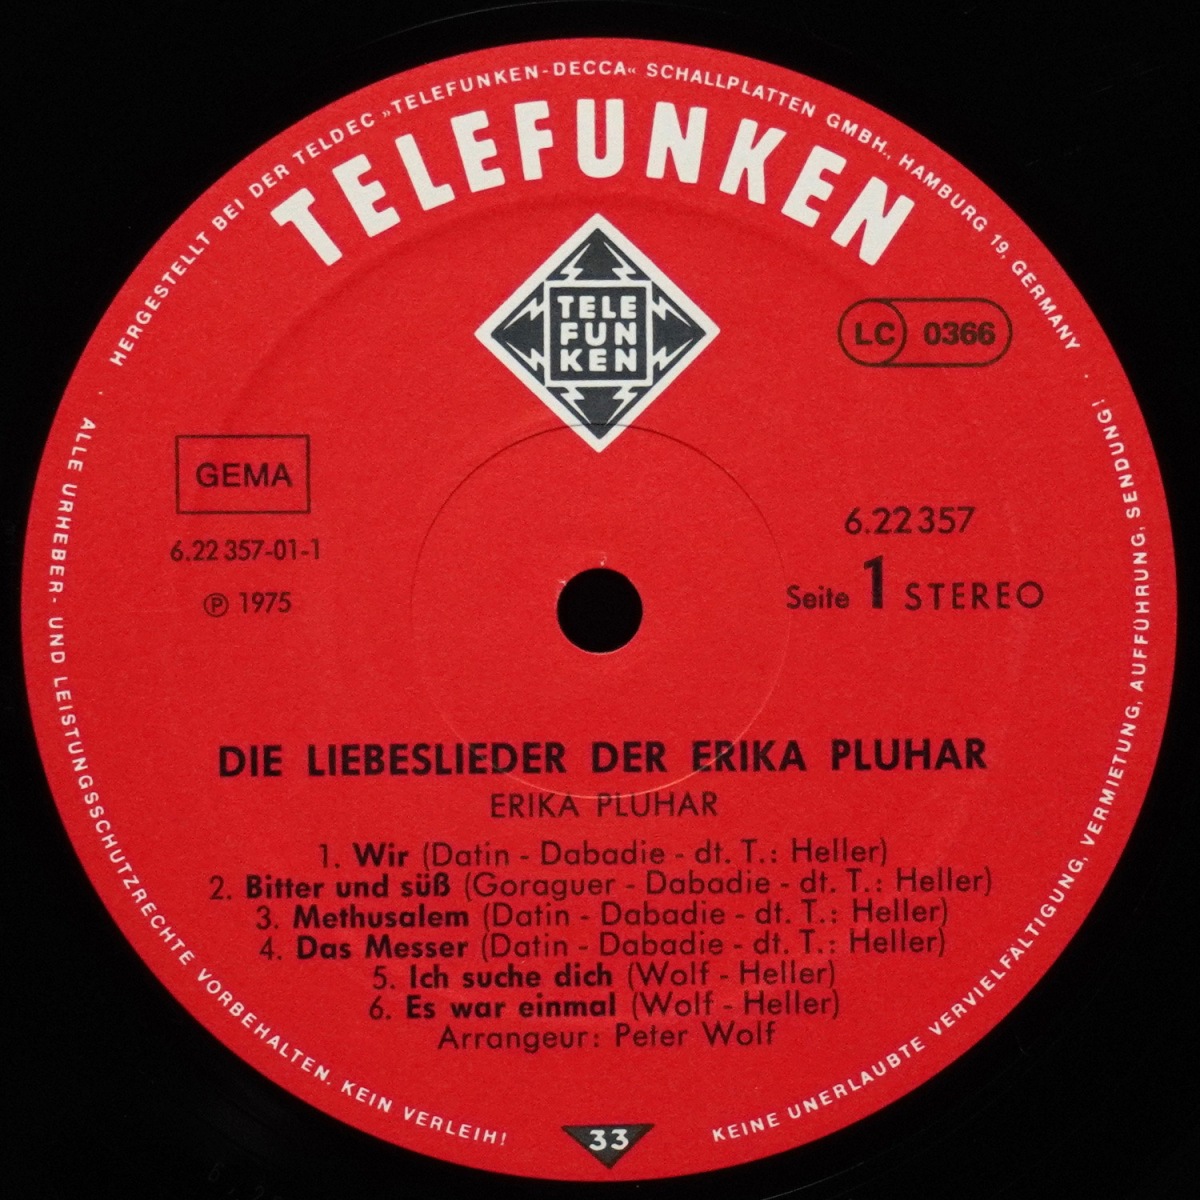 HERGESTELLT BEI DER TELDEC »TELEFUNKEN-DECCA« SCHALLPLATTEN GMBH., HAMBURG 19, GERMANY
TELEFUNKEN
TELE
FUN
KEN
LC 0366
GEMA
6.22 357-01-1
℗ 1975
6.22 357
Seite 1 STEREO
DIE LIEBESLIEDER DER ERIKA PLUHAR
ERIKA PLUHAR
1. Wir (Datin - Dabadie - dt. T.: Heller)
2. Bitter und süß (Goraguer - Dabadie - dt. T.: Heller)
3. Methusalem (Datin - Dabadie - dt. T.: Heller)
4. Das Messer (Datin - Dabadie - dt. T.: Heller)
5. Ich suche dich (Wolf - Heller)
6. Es war einmal (Wolf - Heller)
Arrangeur: Peter Wolf
33
ALLE URHEBER- UND LEISTUNGSSCHUTZRECHTE VORBEHALTEN. KEIN VERLEIH!
KEINE UNERLAUBTE VERVIELFÄLTIGUNG, VERMIETUNG, AUFFÜHRUNG, SENDUNG!